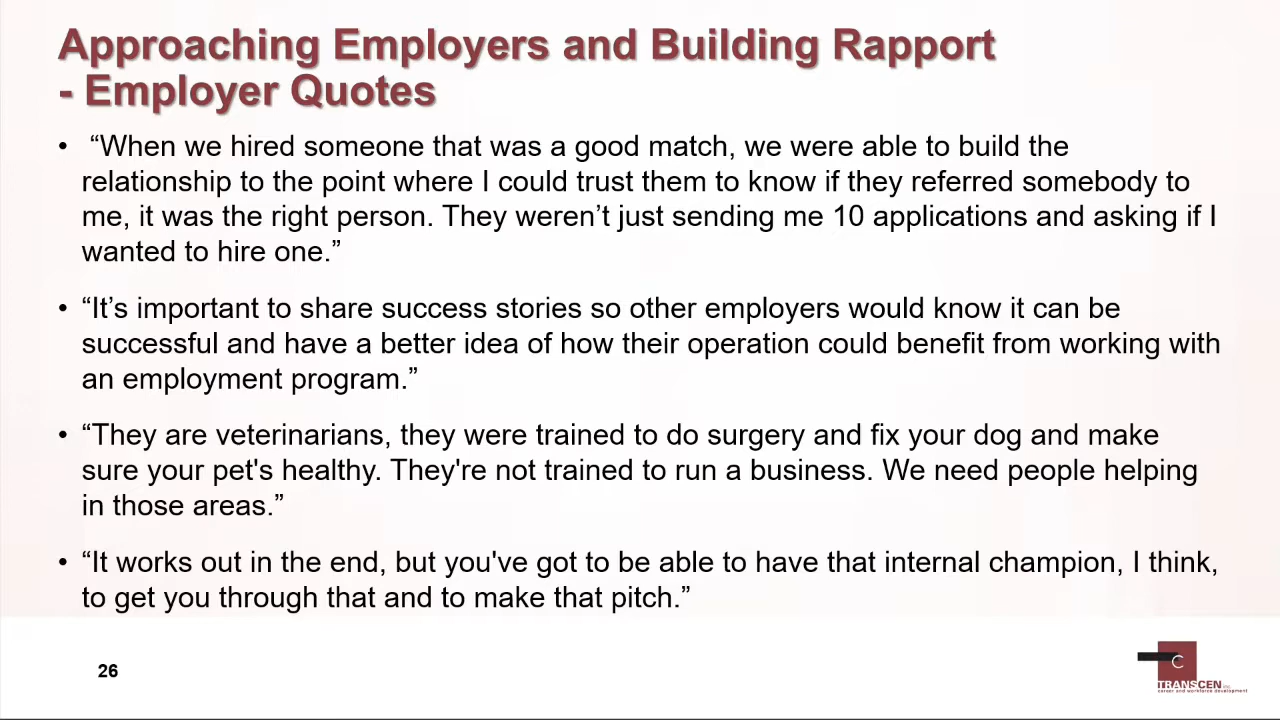 Approaching Employers and Building Rapport
- Employer Quotes
• “When we hired someone that was a good match, we were able to build the
relationship to the point where I could trust them to know if they referred somebody to
me, it was the right person. They weren’t just sending me 10 applications and asking if I
wanted to hire one.”
• “It’s important to share success stories so other employers would know it can be
successful and have a better idea of how their operation could benefit from working with
an employment program.”
• “They are veterinarians, they were trained to do surgery and fix your dog and make
sure your pet's healthy. They're not trained to run a business. We need people helping
in those areas.”
• “It works out in the end, but you've got to be able to have that internal champion, I think,
to get you through that and to make that pitch.”
26
C
TRANSCEN inc
career and workforce development